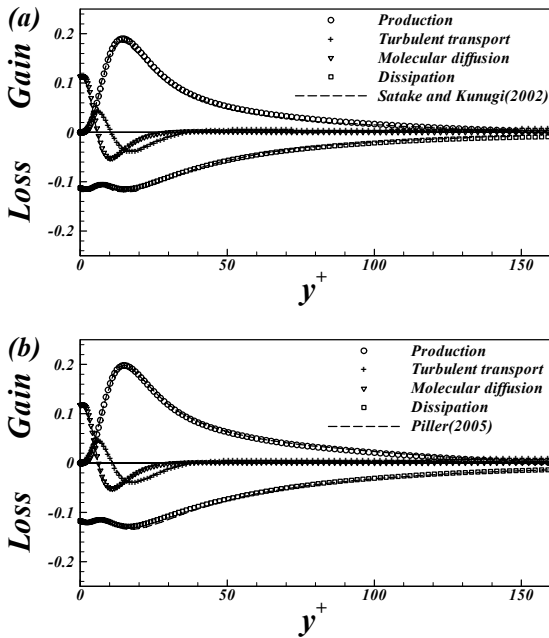 (a)
Production
Turbulent transport
Molecular diffusion
Dissipation
Satake and Kunugi(2002)
Gain
Loss
0.2
0.1
0
-0.1
-0.2
0 50 100 150
y+
(b)
Production
Turbulent transport
Molecular diffusion
Dissipation
Piller(2005)
Gain
Loss
0.2
0.1
0
-0.1
-0.2
0 50 100 150
y+